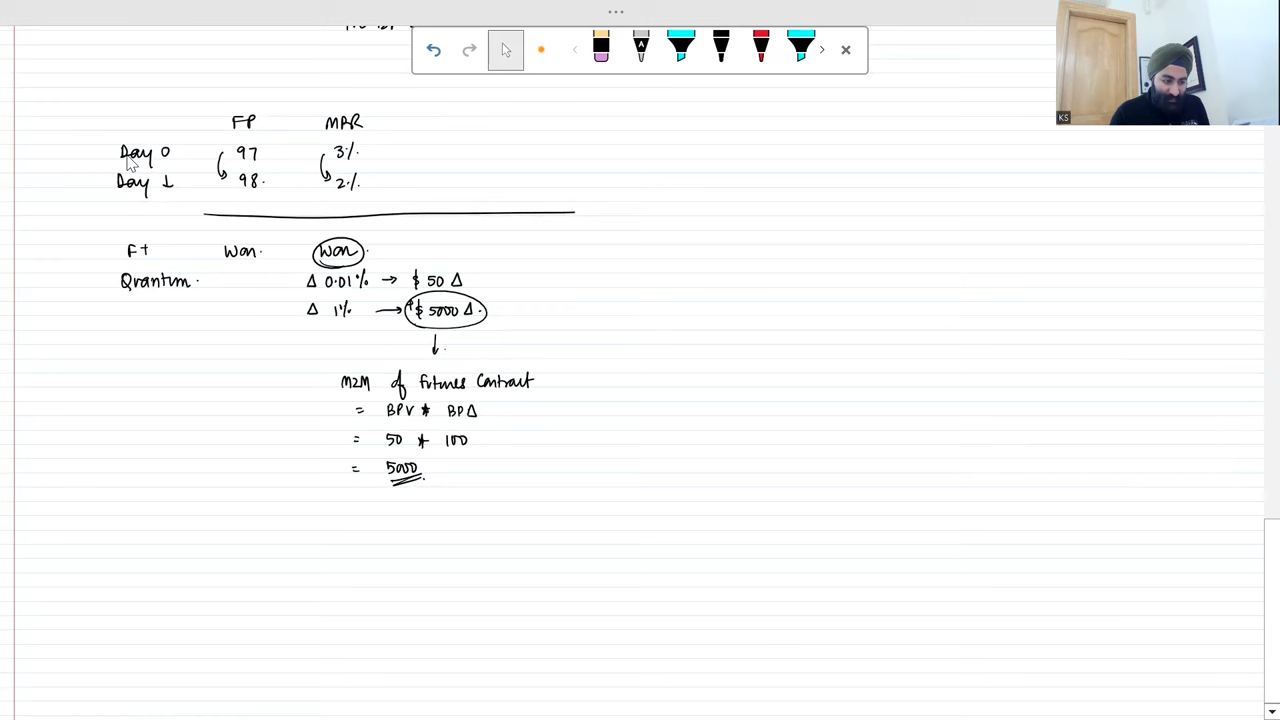 FP MRR
Day 0 97 3%.
Day 1 98. 2%.
F+ Won. Won.
Quantum. Δ 0.01% → $ 50 Δ
Δ 1% → $ 5000 Δ.
↓
M2M of Futures Contract
= BPV * BPΔ
= 50 * 100
= 5000.
KS